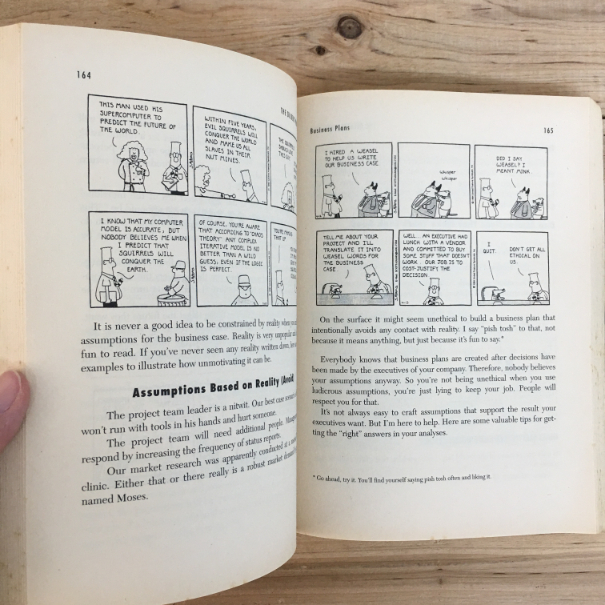 164
THIS MAN USED HIS
SUPERCOMPUTER TO
PREDICT THE FUTURE OF
THE WORLD.
WITHIN FIVE YEARS,
EVIL SQUIRRELS WILL
CONQUER THE WORLD
AND MAKE US ALL
SLAVES IN THEIR
NUT MINES.
I KNOW THAT MY COMPUTER
MODEL IS ACCURATE, BUT
NOBODY BELIEVES ME WHEN
I PREDICT THAT
SQUIRRELS WILL
CONQUER THE
EARTH.
OF COURSE, YOU'RE AWARE
THAT ACCORDING TO "CHAOS
THEORY" ANY COMPLEX
ITERATIVE MODEL IS NO
BETTER THAN A WILD
GUESS, EVEN IF THE LOGIC
IS PERFECT.
It is never a good idea to be constrained by reality when
assumptions for the business case. Reality is very
fun to read. If you've never seen any reality written down,
examples to illustrate how unmotivating it can be.
Assumptions Based on Reality
The project team leader is a nitwit. Our best
won't run with tools in his hands and hurt someone.
The project team will need additional people.
respond by increasing the frequency of status reports.
Our market research was apparently conducted at a
clinic. Either that or there really is a robust market
named Moses.
Business Plans
165
I HIRED A WEASEL
TO HELP US WRITE
OUR BUSINESS CASE
whisper
whisper
DID I SAY
WEASEL? I
MEANT MINK.
TELL ME ABOUT YOUR
PROJECT AND I'LL
TRANSLATE IT INTO
WEASEL WORDS FOR
THE BUSINESS
CASE
WELL... AN EXECUTIVE HAD
LUNCH WITH A VENDOR
AND COMMITTED TO BUY
SOME STUFF THAT DOESN'T
WORK. OUR JOB IS TO
COST-JUSTIFY THE
DECISION.
I
QUIT.
DON'T GET ALL
ETHICAL ON
US
On the surface it might seem unethical to build a business plan that
intentionally avoids any contact with reality. I say "pish tosh" to that, not
because it means anything, but just because it's fun to say.*
Everybody knows that business plans are created after decisions have
been made by the executives of your company. Therefore, nobody believes
your assumptions anyway. So you're not being unethical when you use
ludicrous assumptions, you're just lying to keep your job. People will
respect you for that.
It's not always easy to craft assumptions that support the result your
executives want. But I'm here to help. Here are some valuable tips for get-
ting the "right" answers in your analyses.
* Go ahead, try it. You'll find yourself saying pish tosh often and liking it.